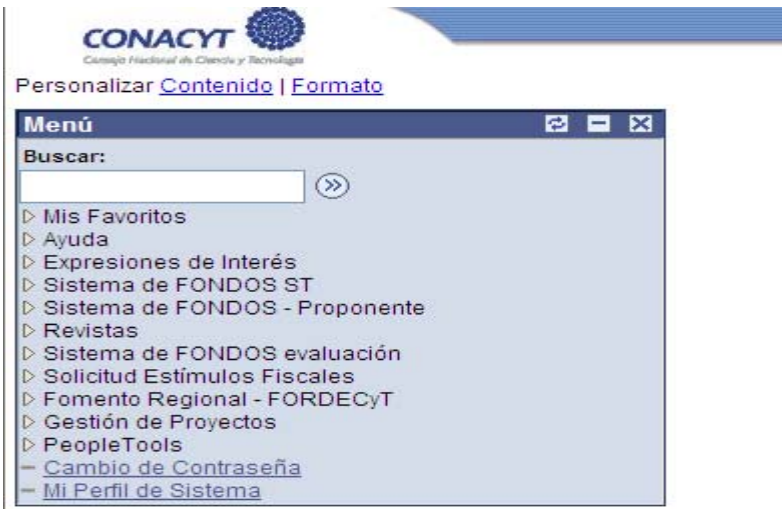 CONACYT
Consejo Nacional de Ciencia y Tecnología
Personalizar Contenido | Formato
Menú
Buscar:
Mis Favoritos
Ayuda
Expresiones de Interés
Sistema de FONDOS ST
Sistema de FONDOS - Proponente
Revistas
Sistema de FONDOS evaluación
Solicitud Estímulos Fiscales
Fomento Regional - FORDECyT
Gestión de Proyectos
PeopleTools
Cambio de Contraseña
Mi Perfil de Sistema